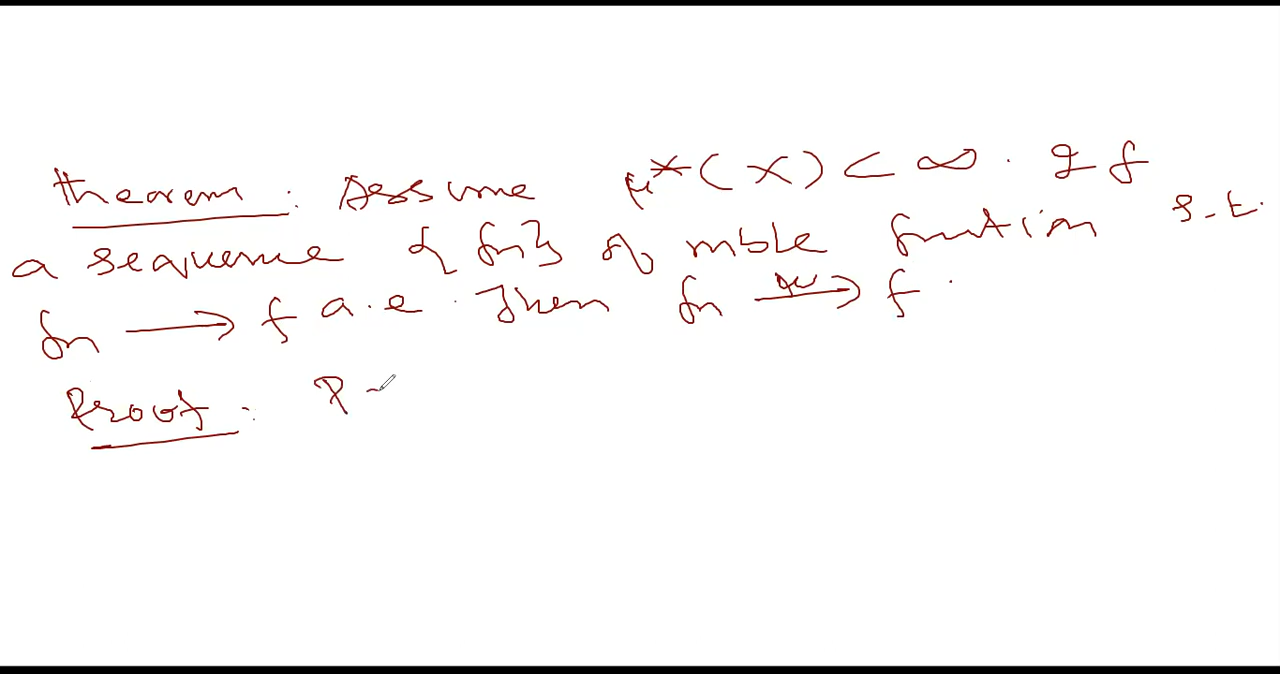 theorem : Assume μ*(X) < ∞ . If
a sequence {fn} of mble function s.t.
fn → f a.e . Then fn → f .
Proof :